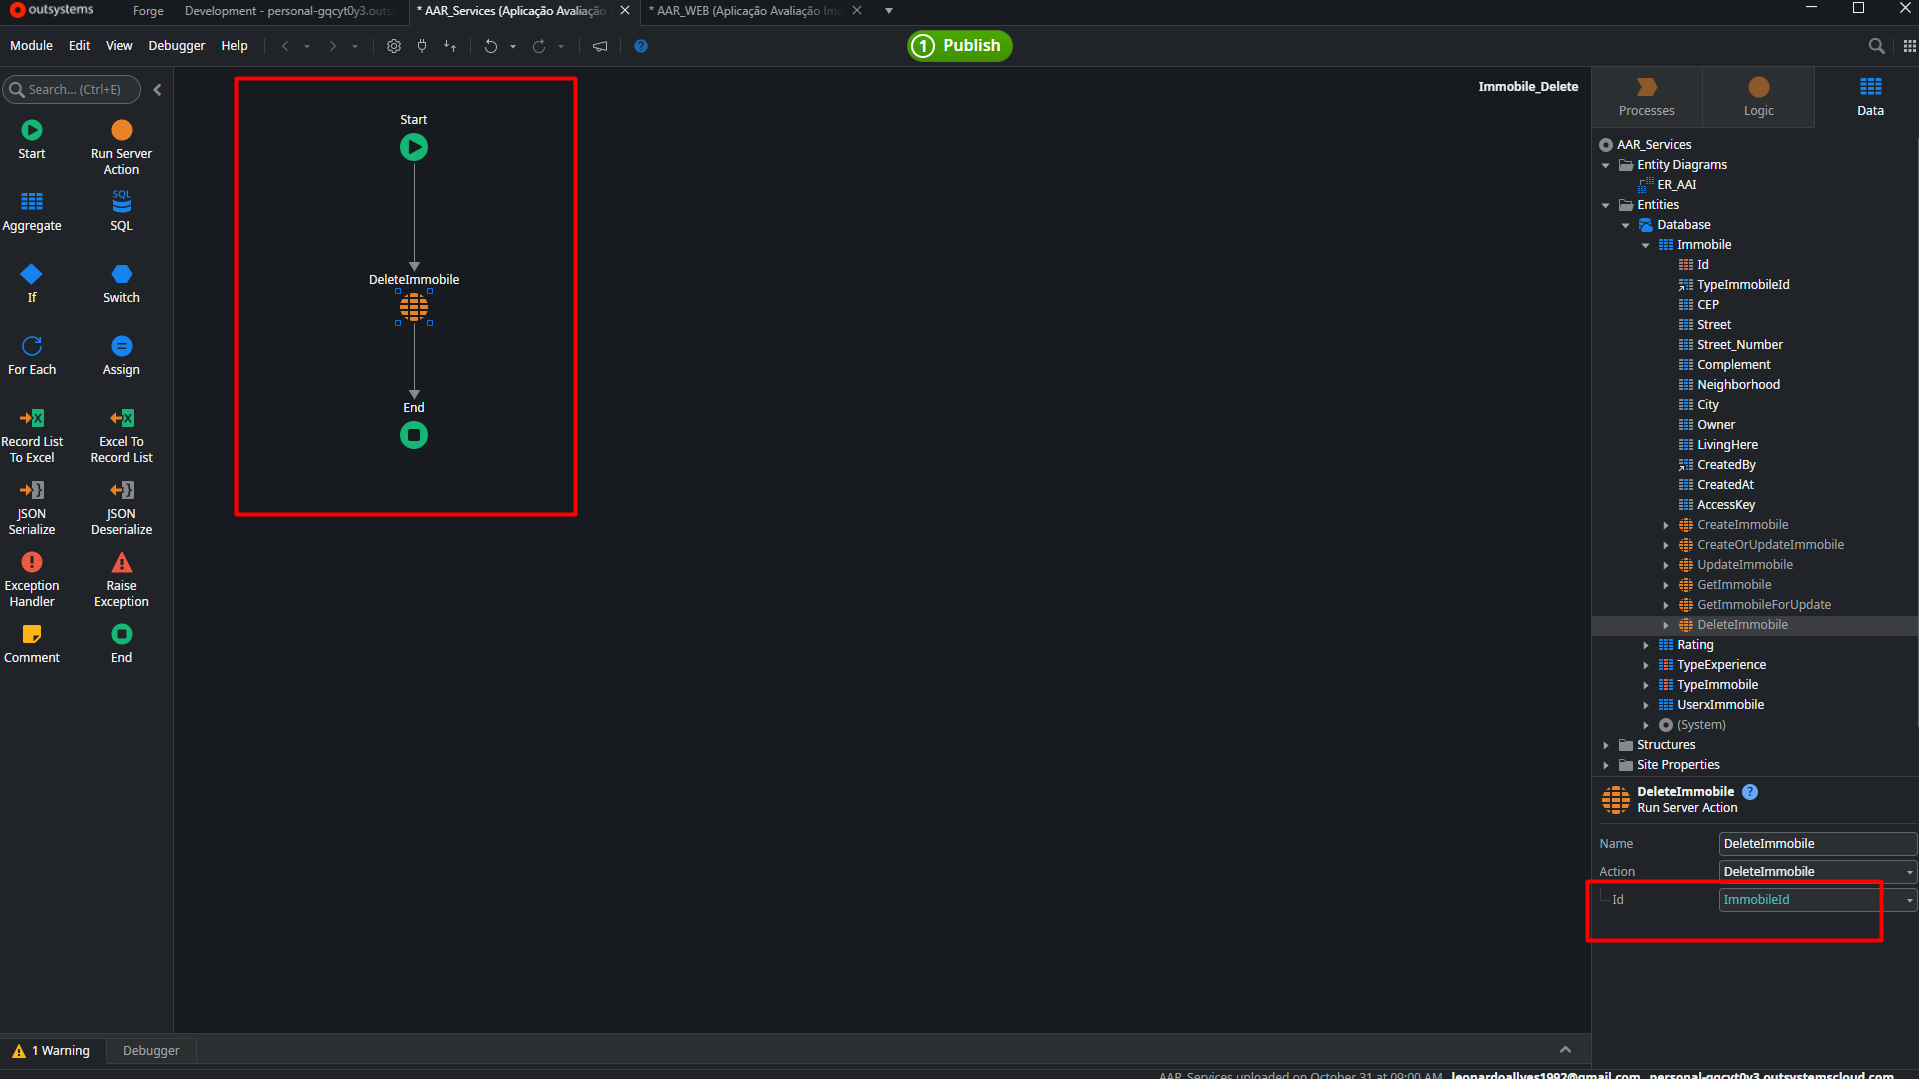 outsystems
Forge
Development - personal-gqcyt0y3.outs
* AAR_Services (Aplicação Avaliação
* AAR_WEB (Aplicação Avaliação Imó
Module
Edit
View
Debugger
Help
1 Publish
Search... (Ctrl+E)
Start
Run Server
Action
Aggregate
SQL
SQL
If
Switch
For Each
Assign
Record List
To Excel
Excel To
Record List
JSON
Serialize
JSON
Deserialize
Exception
Handler
Raise
Exception
Comment
End
Immobile_Delete
Start
DeleteImmobile
End
Processes
Logic
Data
AAR_Services
Entity Diagrams
ER_AAI
Entities
Database
Immobile
Id
TypeImmobileId
CEP
Street
Street_Number
Complement
Neighborhood
City
Owner
LivingHere
CreatedBy
CreatedAt
AccessKey
CreateImmobile
CreateOrUpdateImmobile
UpdateImmobile
GetImmobile
GetImmobileForUpdate
DeleteImmobile
Rating
TypeExperience
TypeImmobile
UserxImmobile
(System)
Structures
Site Properties
DeleteImmobile ?
Run Server Action
Name DeleteImmobile
Action DeleteImmobile
Id ImmobileId
1 Warning
Debugger
AAR_Services uploaded on October 31 at 09:00 AM leonardoallves1992@gmail.com personal-gqcyt0y3.outsystemscloud.com